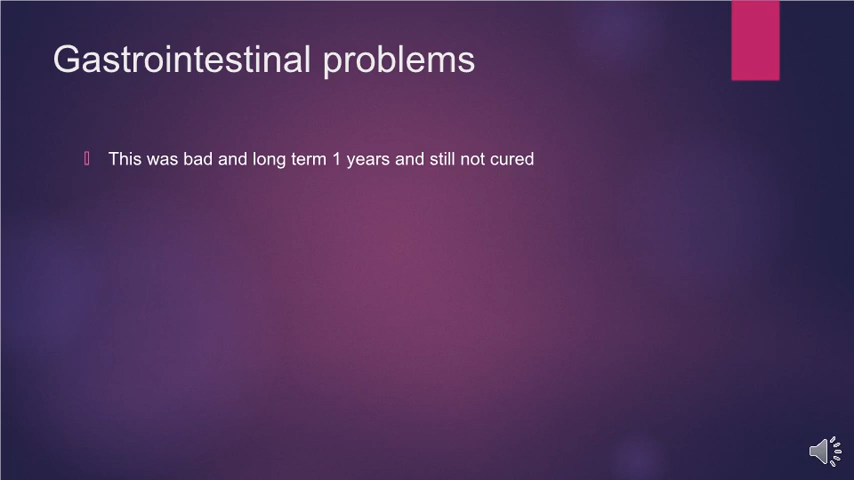 Gastrointestinal problems
This was bad and long term 1 years and still not cured